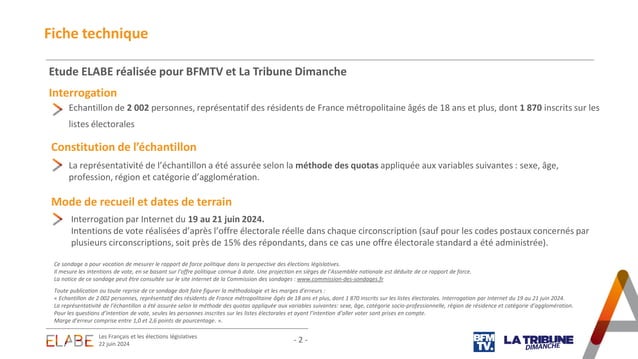 Fiche technique
Etude ELABE réalisée pour BFMTV et La Tribune Dimanche
Interrogation
Echantillon de 2 002 personnes, représentatif des résidents de France métropolitaine âgés de 18 ans et plus, dont 1 870 inscrits sur les
listes électorales
Constitution de l’échantillon
La représentativité de l’échantillon a été assurée selon la méthode des quotas appliquée aux variables suivantes : sexe, âge,
profession, région et catégorie d’agglomération.
Mode de recueil et dates de terrain
Interrogation par Internet du 19 au 21 juin 2024.
Intentions de vote réalisées d’après l’offre électorale réelle dans chaque circonscription (sauf pour les codes postaux concernés par
plusieurs circonscriptions, soit près de 15% des répondants, dans ce cas une offre électorale standard a été administrée).
Ce sondage a pour vocation de mesurer le rapport de force politique dans la perspective des élections législatives.
Il mesure les intentions de vote, en se basant sur l’offre politique connue à date. Une projection en sièges de l’Assemblée nationale est déduite de ce rapport de force.
La notice de ce sondage peut être consultée sur le site internet de la Commission des sondages : www.commission-des-sondages.fr
Toute publication ou toute reprise de ce sondage doit faire figurer la méthodologie et les marges d’erreurs :
« Echantillon de 2 002 personnes, représentatif des résidents de France métropolitaine âgés de 18 ans et plus, dont 1 870 inscrits sur les listes électorales. Interrogation par Internet du 19 au 21 juin 2024.
La représentativité de l’échantillon a été assurée selon la méthode des quotas appliquée aux variables suivantes: sexe, âge, catégorie socio-professionnelle, région de résidence et catégorie d’agglomération.
Pour les questions d’intention de vote, seules les personnes inscrites sur les listes électorales et ayant l’intention d’aller voter sont prises en compte.
Marge d’erreur comprise entre 1,0 et 2,6 points de pourcentage. ».
ELABE
Les Français et les élections législatives
22 juin 2024
- 2 -
BFM
TV.
LA TRIBUNE
DIMANCHE